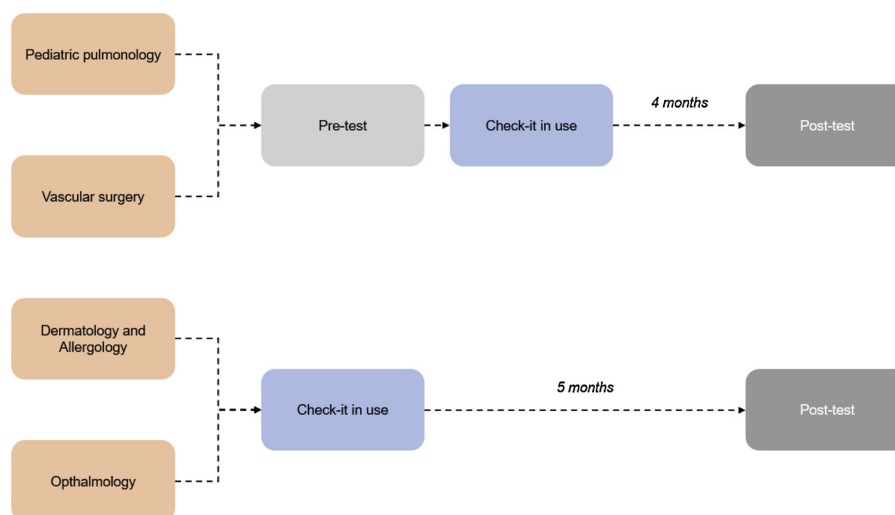 Pediatric pulmonology
Vascular surgery
Pre-test
Check-it in use
4 months
Post-test
Dermatology and
Allergology
Opthalmology
Check-it in use
5 months
Post-test